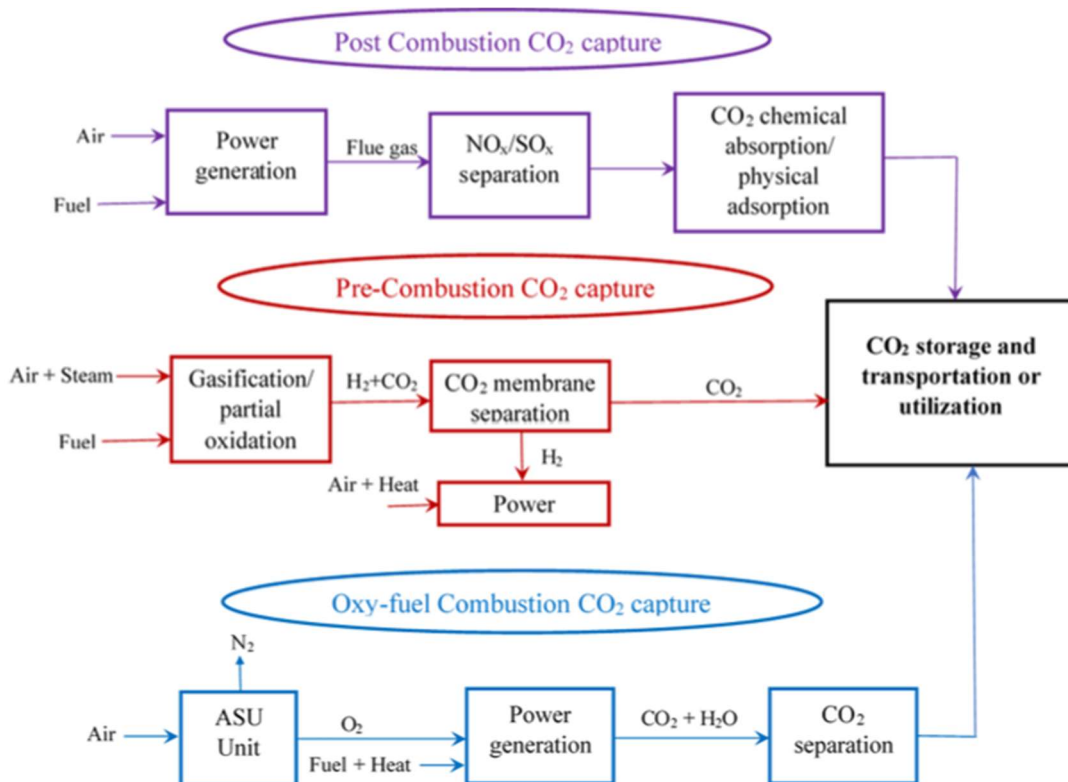 Post Combustion CO₂ capture
Air
Fuel
Power
generation
Flue gas
NOₓ/SOₓ
separation
CO₂ chemical
absorption/
physical
adsorption
Pre-Combustion CO₂ capture
Air + Steam
Fuel
Gasification/
partial
oxidation
H₂+CO₂
CO₂ membrane
separation
CO₂
H₂
Air + Heat
Power
CO₂ storage and
transportation or
utilization
Oxy-fuel Combustion CO₂ capture
N₂
Air
ASU
Unit
O₂
Fuel + Heat
Power
generation
CO₂ + H₂O
CO₂
separation